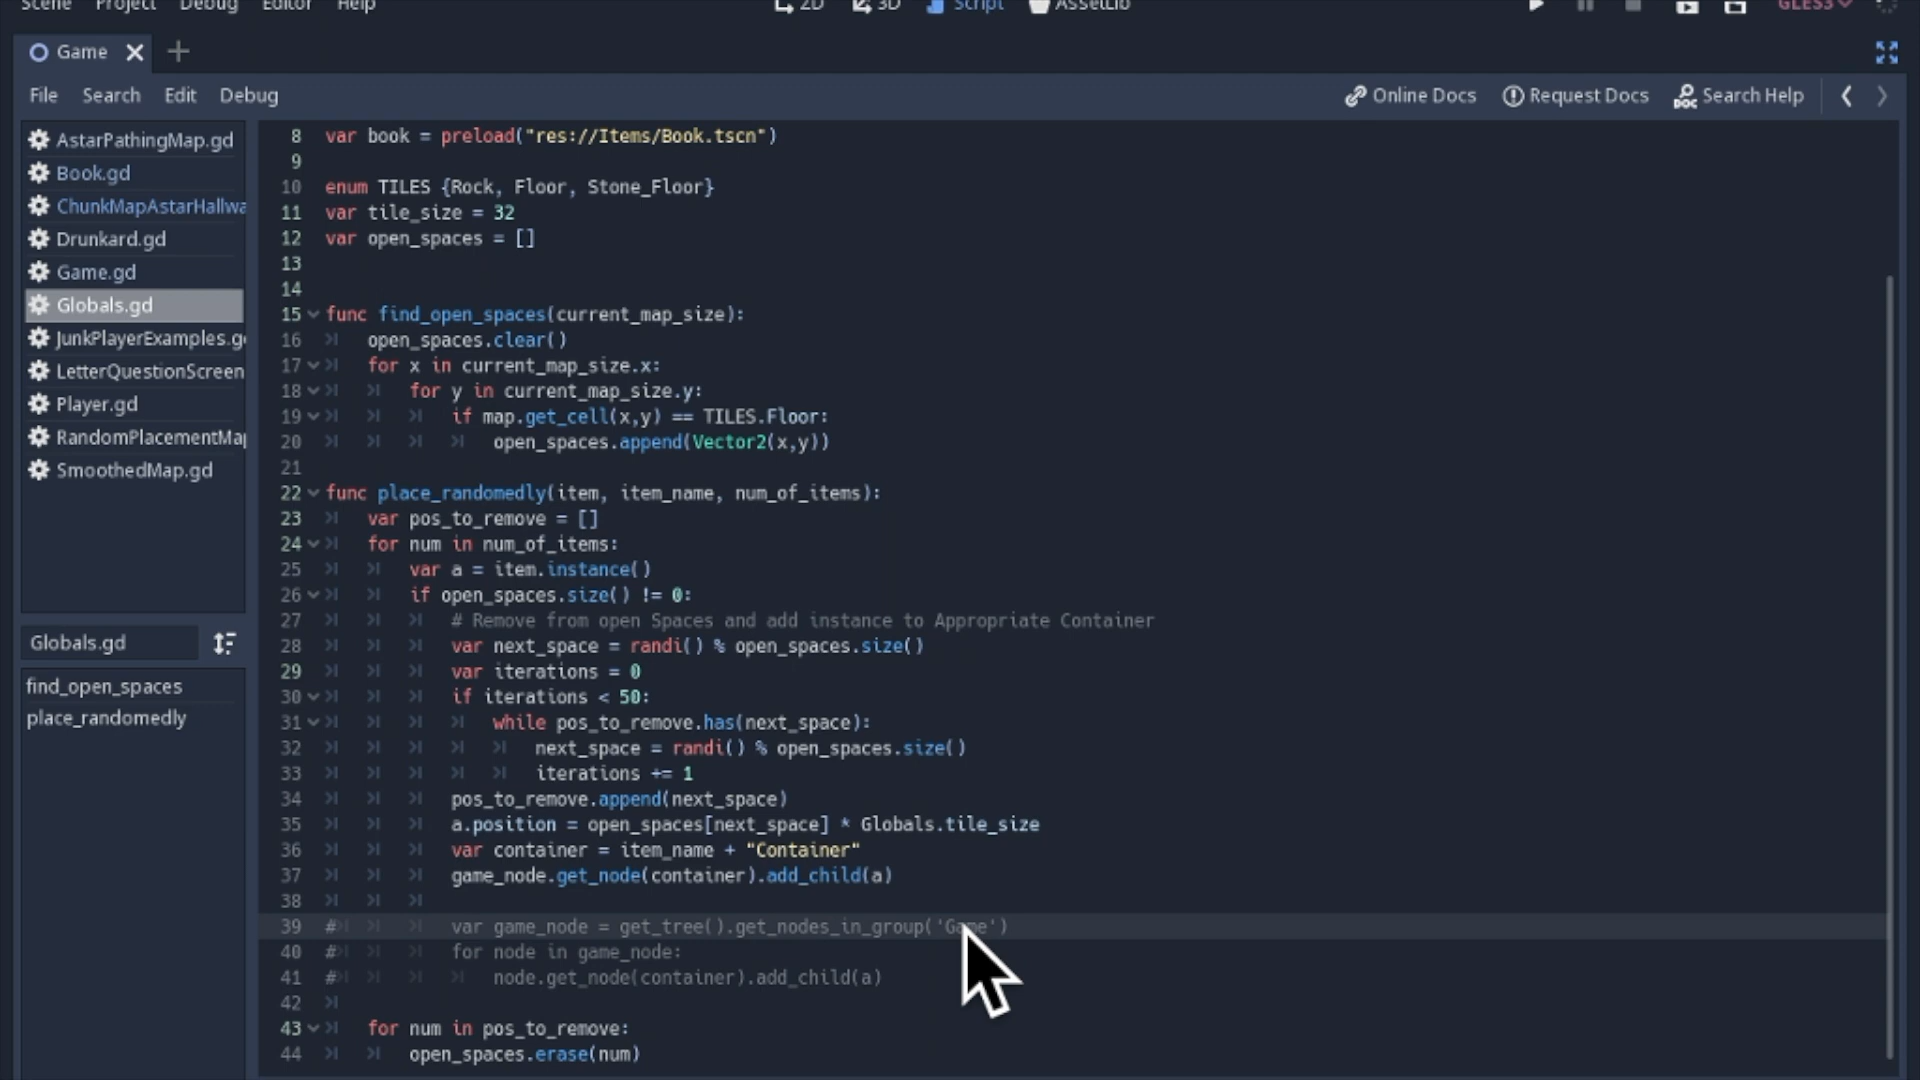 Scene Project Debug Editor Help 2D 3D Script AssetLib GLES3
Game
File Search Edit Debug Online Docs Request Docs Search Help
AstarPathingMap.gd
Book.gd
ChunkMapAstarHallwa
Drunkard.gd
Game.gd
Globals.gd
JunkPlayerExamples.g
LetterQuestionScreen
Player.gd
RandomPlacementMap
SmoothedMap.gd
Globals.gd
find_open_spaces
place_randomedly
8 var book = preload("res://Items/Book.tscn")
9
10 enum TILES {Rock, Floor, Stone_Floor}
11 var tile_size = 32
12 var open_spaces = []
13
14
15 func find_open_spaces(current_map_size):
16 open_spaces.clear()
17 for x in current_map_size.x:
18 for y in current_map_size.y:
19 if map.get_cell(x,y) == TILES.Floor:
20 open_spaces.append(Vector2(x,y))
21
22 func place_randomedly(item, item_name, num_of_items):
23 var pos_to_remove = []
24 for num in num_of_items:
25 var a = item.instance()
26 if open_spaces.size() != 0:
27 # Remove from open Spaces and add instance to Appropriate Container
28 var next_space = randi() % open_spaces.size()
29 var iterations = 0
30 if iterations < 50:
31 while pos_to_remove.has(next_space):
32 next_space = randi() % open_spaces.size()
33 iterations += 1
34 pos_to_remove.append(next_space)
35 a.position = open_spaces[next_space] * Globals.tile_size
36 var container = item_name + "Container"
37 game_node.get_node(container).add_child(a)
38
39 # var game_node = get_tree().get_nodes_in_group('Game')
40 # for node in game_node:
41 # node.get_node(container).add_child(a)
42
43 for num in pos_to_remove:
44 open_spaces.erase(num)